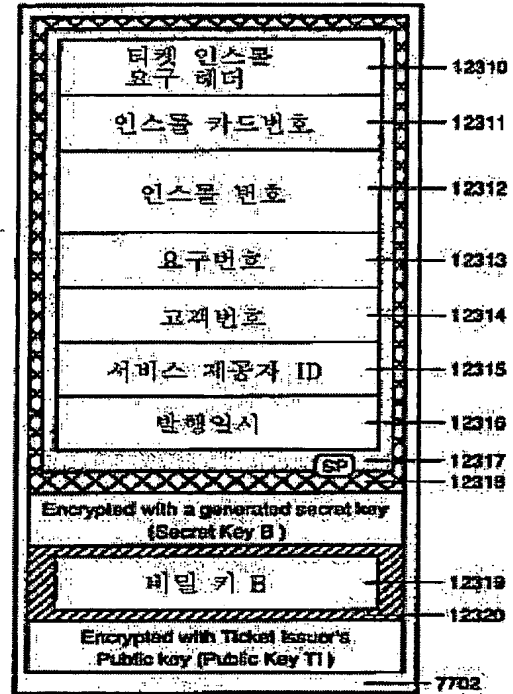 티켓 인스톨
요구 헤더
12310
인스톨 카드번호
12311
인스톨 번호
12312
요구번호
12313
고객번호
12314
서비스 제공자 ID
12315
발행일시
12316
SP
12317
12318
Encrypted with a generated secret key
(Secret Key B)
비밀 키 B
12319
12320
Encrypted with Ticket Issuer's
Public key (Public Key TI)
7702